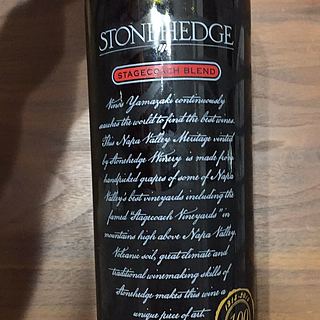 STONEHEDGE
STAGECOACH BLEND
Vinos Yamazaki continuously
searches the world to find the best wines.
This Napa Valley Meritage vinted
by Stonehedge Winery is made from
handpicked grapes of some of Napa
Valley's best vineyards including the
famed "Stagecoach Vineyards" in
mountains high above Napa Valley.
Volcanic soil, great climate and
traditional winemaking skills of
Stonehedge makes this wine a
unique piece of art.
100